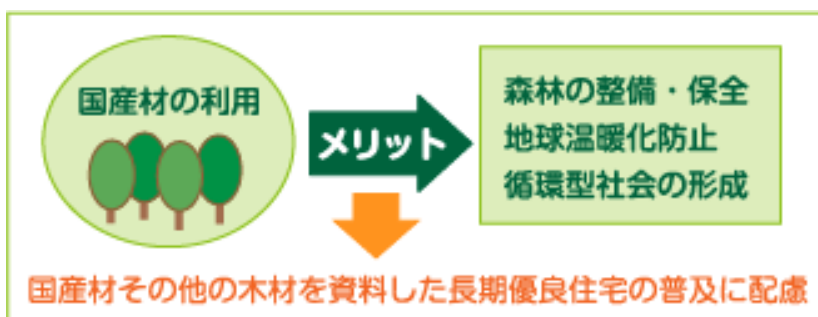 国産材の利用
メリット
森林の整備・保全
地球温暖化防止
循環型社会の形成
国産材その他の木材を資料した長期優良住宅の普及に配慮